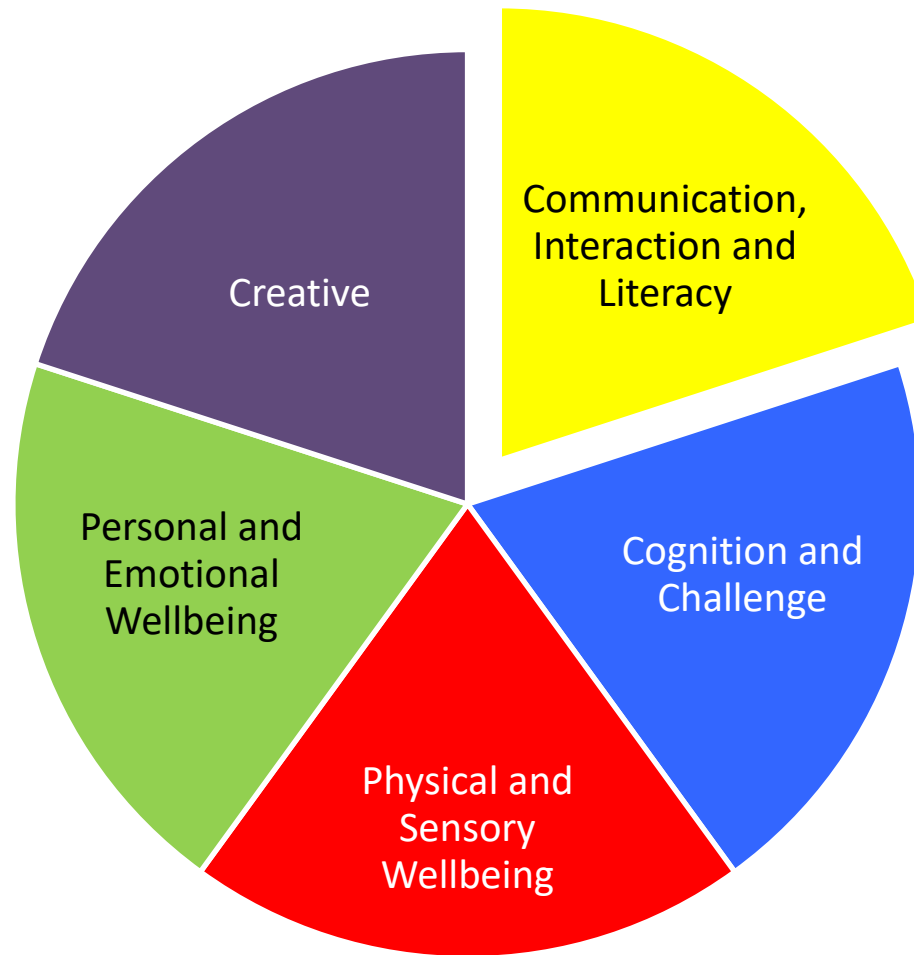 Communication,
Interaction and
Literacy
Cognition and
Challenge
Physical and
Sensory
Wellbeing
Personal and
Emotional
Wellbeing
Creative